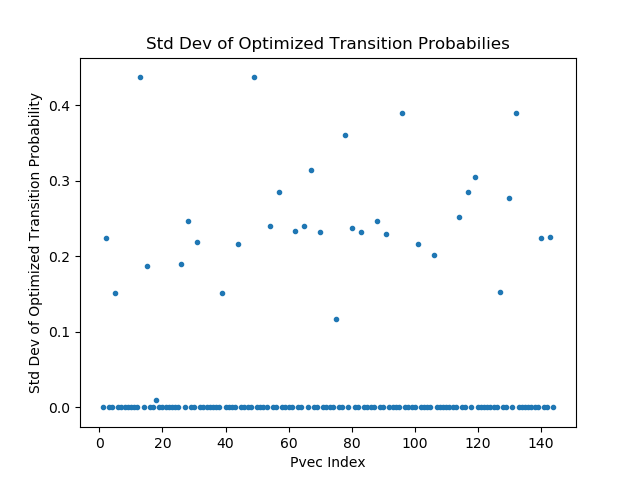 Std Dev of Optimized Transition Probabilies
Std Dev of Optimized Transition Probability
0.4
0.3
0.2
0.1
0.0
0 20 40 60 80 100 120 140
Pvec Index